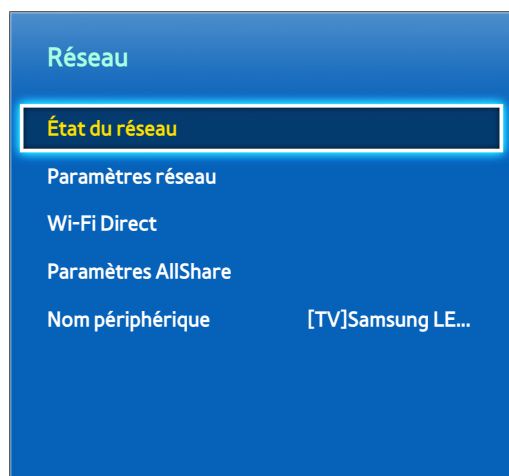 Réseau
État du réseau
Paramètres réseau
Wi-Fi Direct
Paramètres AllShare
Nom périphérique [TV]Samsung LE...